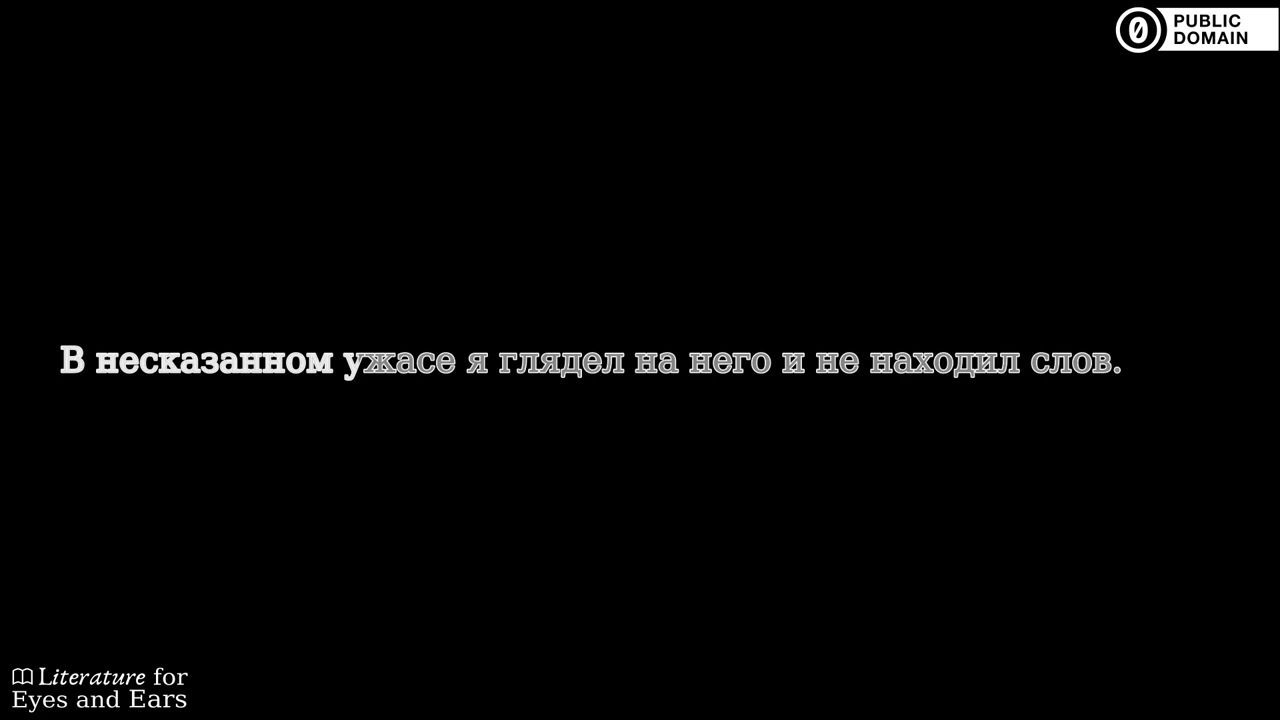 PUBLIC
DOMAIN
В несказанном ужасе я глядел на него и не находил слов.
Literature for
Eyes and Ears